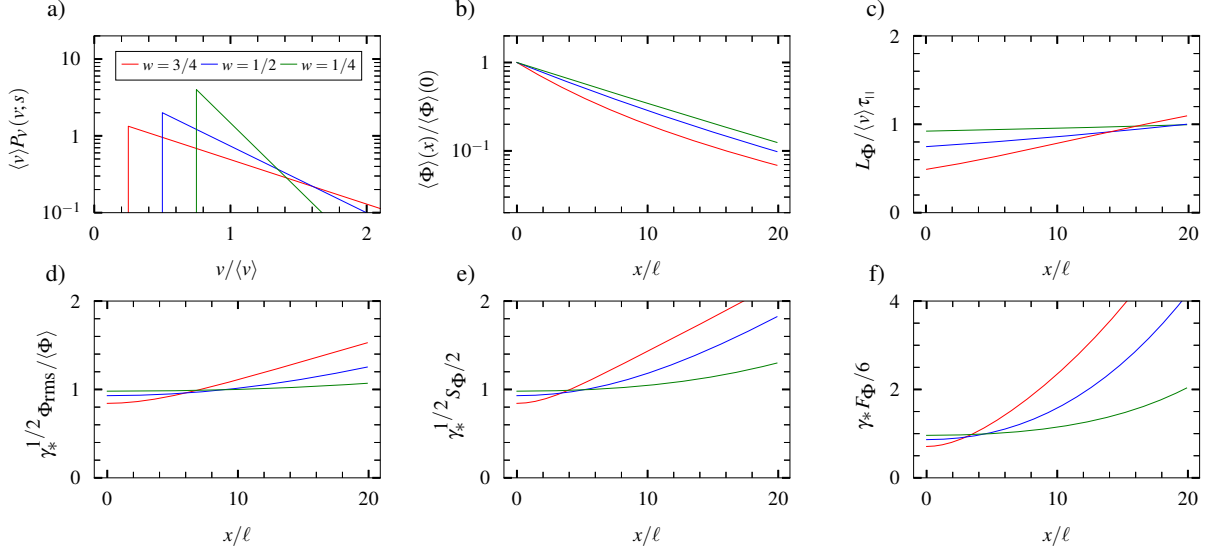 a)
⟨v⟩P_v(v;s)
10
1
10⁻¹
w = 3/4 w = 1/2 w = 1/4
0 1 2
v/⟨v⟩
b)
⟨Φ⟩(x)/⟨Φ⟩(0)
1
10⁻¹
0 10 20
x/ℓ
c)
L_Φ/⟨v⟩τ_∥
2
1
0
0 10 20
x/ℓ
d)
γ_*^{1/2} Φ_rms/⟨Φ⟩
2
1
0
0 10 20
x/ℓ
e)
γ_*^{1/2} S_Φ/2
2
1
0
0 10 20
x/ℓ
f)
γ_* F_Φ/6
4
2
0
0 10 20
x/ℓ